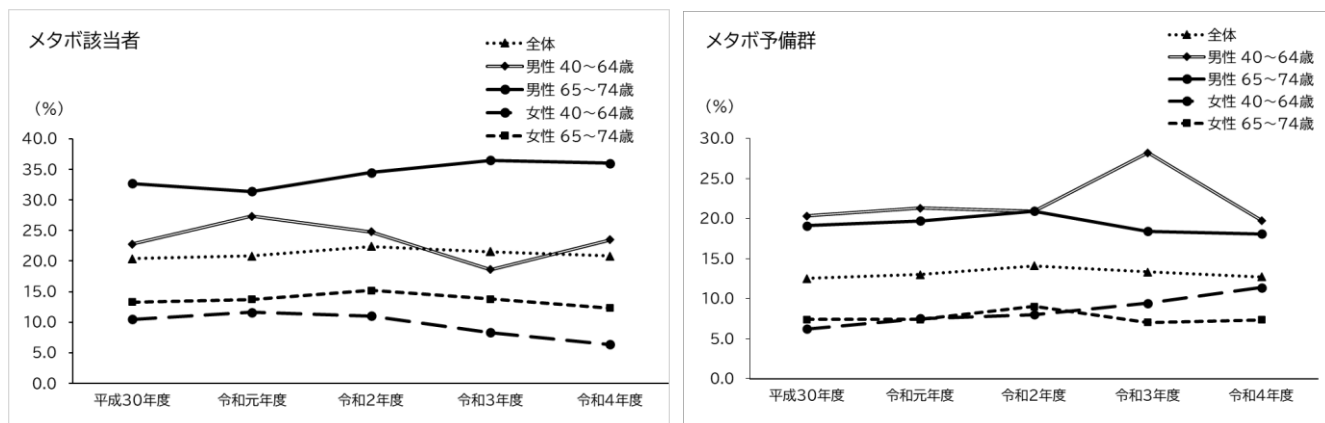 メタボ該当者
全体
男性 40~64歳
男性 65~74歳
女性 40~64歳
女性 65~74歳
(%)
40.0
35.0
30.0
25.0
20.0
15.0
10.0
5.0
0.0
平成30年度 令和元年度 令和2年度 令和3年度 令和4年度
メタボ予備群
全体
男性 40~64歳
男性 65~74歳
女性 40~64歳
女性 65~74歳
(%)
30.0
25.0
20.0
15.0
10.0
5.0
0.0
平成30年度 令和元年度 令和2年度 令和3年度 令和4年度